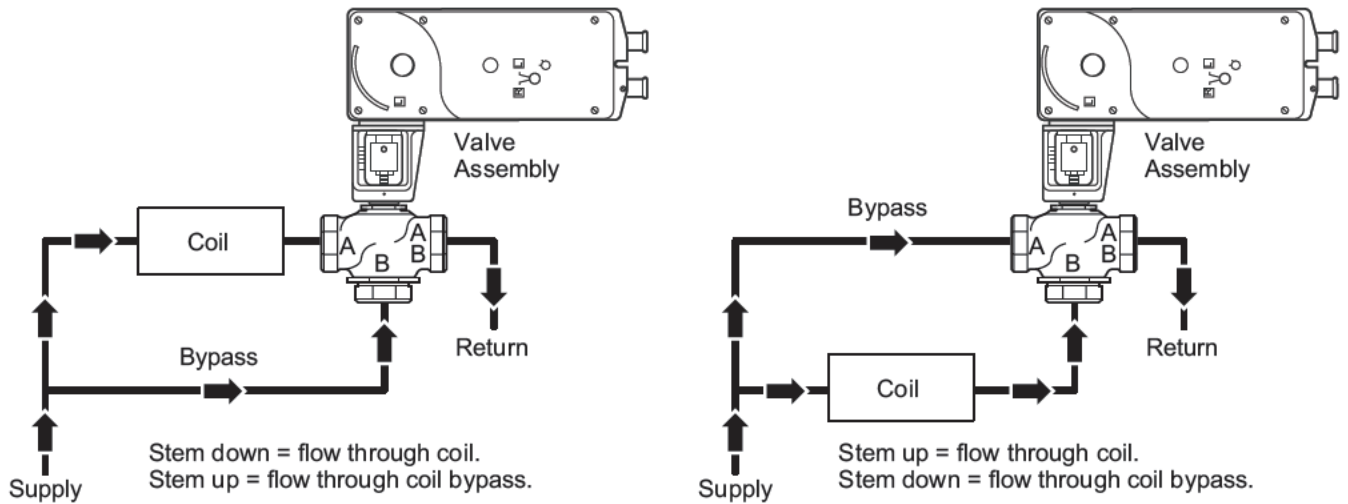 Valve
Assembly
Coil
A
B
A
B
Bypass
Return
Stem down = flow through coil.
Stem up = flow through coil bypass.
Supply
Valve
Assembly
Bypass
A
B
A
B
Return
Coil
Stem up = flow through coil.
Stem down = flow through coil bypass.
Supply